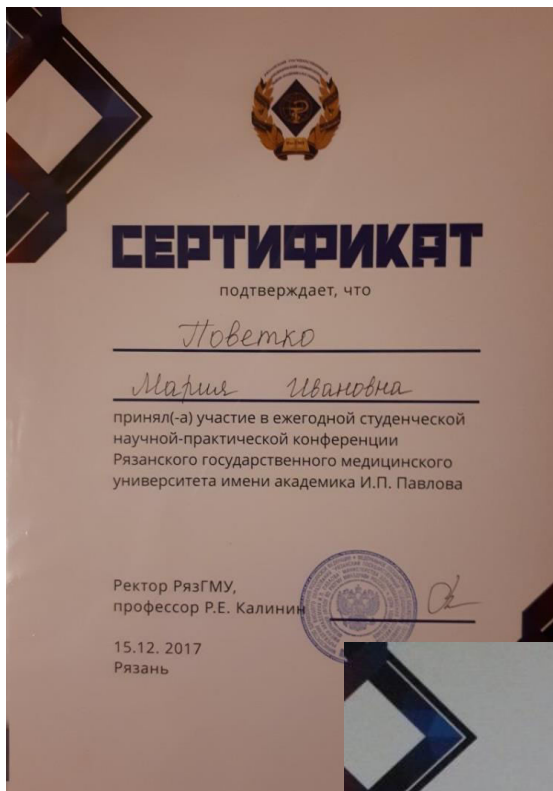 СЕРТИФИКАТ
подтверждает, что
Поветко
Мария Ивановна
принял(-а) участие в ежегодной студенческой
научной-практической конференции
Рязанского государственного медицинского
университета имени академика И.П. Павлова
Ректор РязГМУ,
профессор Р.Е. Калинин
15.12. 2017
Рязань